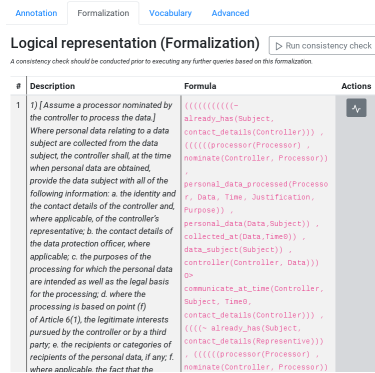 Annotation Formalization Vocabulary Advanced
Logical representation (Formalization)
Run consistency check
A consistency check should be conducted prior to executing any further queries based on this formalization.
# Description Formula Actions
1 1) [ Assume a processor nominated by
the controller to process the data.]
Where personal data relating to a data
subject are collected from the data
subject, the controller shall, at the time
when personal data are obtained,
provide the data subject with all of the
following information: a. the identity and
the contact details of the controller and,
where applicable, of the controller's
representative; b. the contact details of
the data protection officer, where
applicable; c. the purposes of the
processing for which the personal data
are intended as well as the legal basis
for the processing; d. where the
processing is based on point (f)
of Article 6(1), the legitimate interests
pursued by the controller or by a third
party; e. the recipients or categories of
recipients of the personal data, if any; f.
where applicable, the fact that the
(((((((((((~
already_has(Subject,
contact_details(Controller))) ,
((((((processor(Processor) ,
nominate(Controller, Processor))
,
personal_data_processed(Processo
r, Data, Time, Justification,
Purpose)) ,
personal_data(Data,Subject)) ,
collected_at(Data,Time0)) ,
data_subject(Subject)) ,
controller(Controller, Data)))
O>
communicate_at_time(Controller,
Subject, Time0,
contact_details(Controller))) ,
((((~ already_has(Subject,
contact_details(Representive))) 
, ((((((processor(Processor) ,
nominate(Controller, Processor))